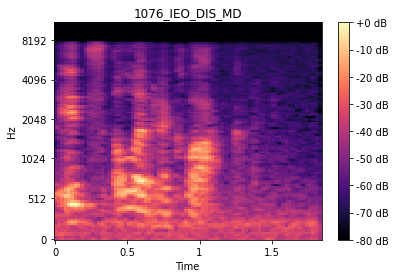 1076_IEO_DIS_MD
8192
4096
2048
1024
512
0
Hz
0
0.5
1
1.5
Time
+0 dB
-10 dB
-20 dB
-30 dB
-40 dB
-50 dB
-60 dB
-70 dB
-80 dB